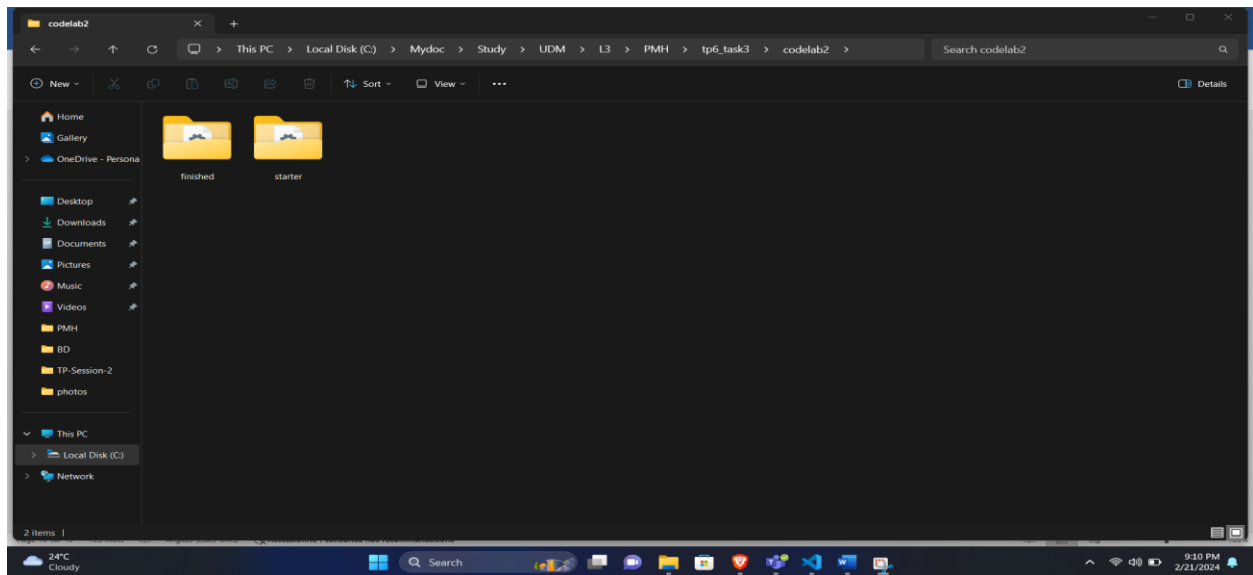 codelab2
This PC > Local Disk (C:) > Mydoc > Study > UDM > L3 > PMH > tp6_task3 > codelab2 >
Search codelab2
New
Sort
View
Details
Home
Gallery
OneDrive - Persona
finished
starter
Desktop
Downloads
Documents
Pictures
Music
Videos
PMH
BD
TP-Session-2
photos
This PC
Local Disk (C:)
Network
2 items
24°C
Cloudy
Search
9:10 PM
2/21/2024